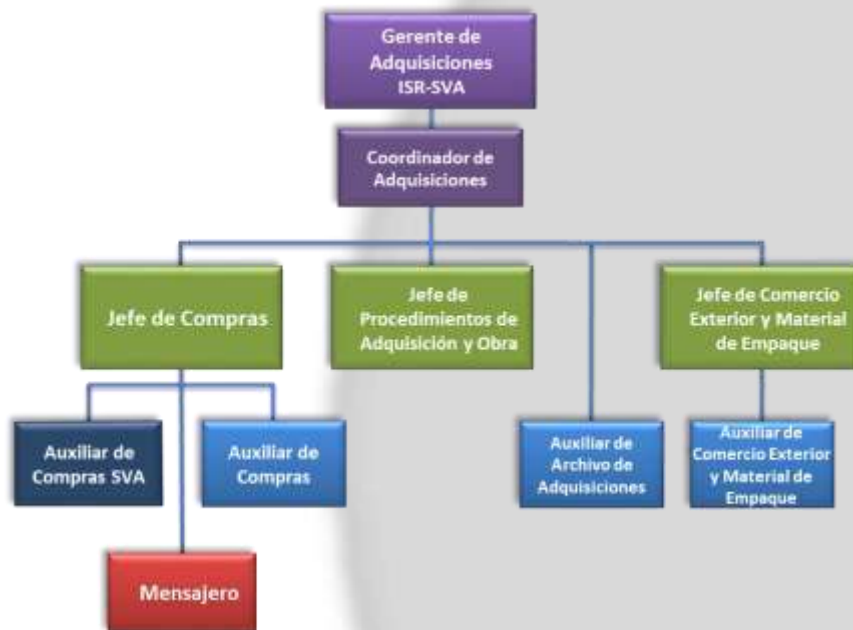 Gerente de
Adquisiciones
ISR-SVA
Coordinador de
Adquisiciones
Jefe de Compras
Jefe de
Procedimientos de
Adquisición y Obra
Jefe de Comercio
Exterior y Material
de Empaque
Auxiliar de
Compras SVA
Auxiliar de
Compras
Auxiliar de
Archivo de
Adquisiciones
Auxiliar de
Comercio Exterior
y Material de
Empaque
Mensajero